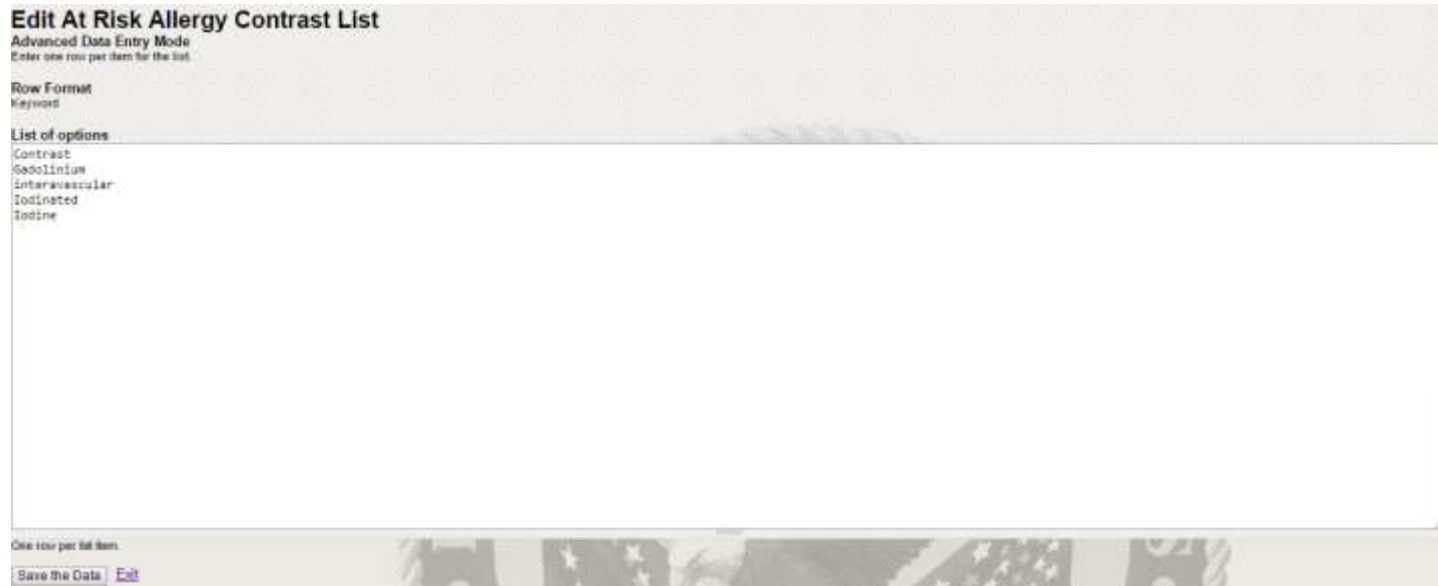 Edit At Risk Allergy Contrast List
Advanced Data Entry Mode
Enter one row per item for the list.
Row Format
Keyword
List of options
Contrast
Gadolinium
interavascular
Iodinated
Iodine
One row per list item.
Save the Data Exit